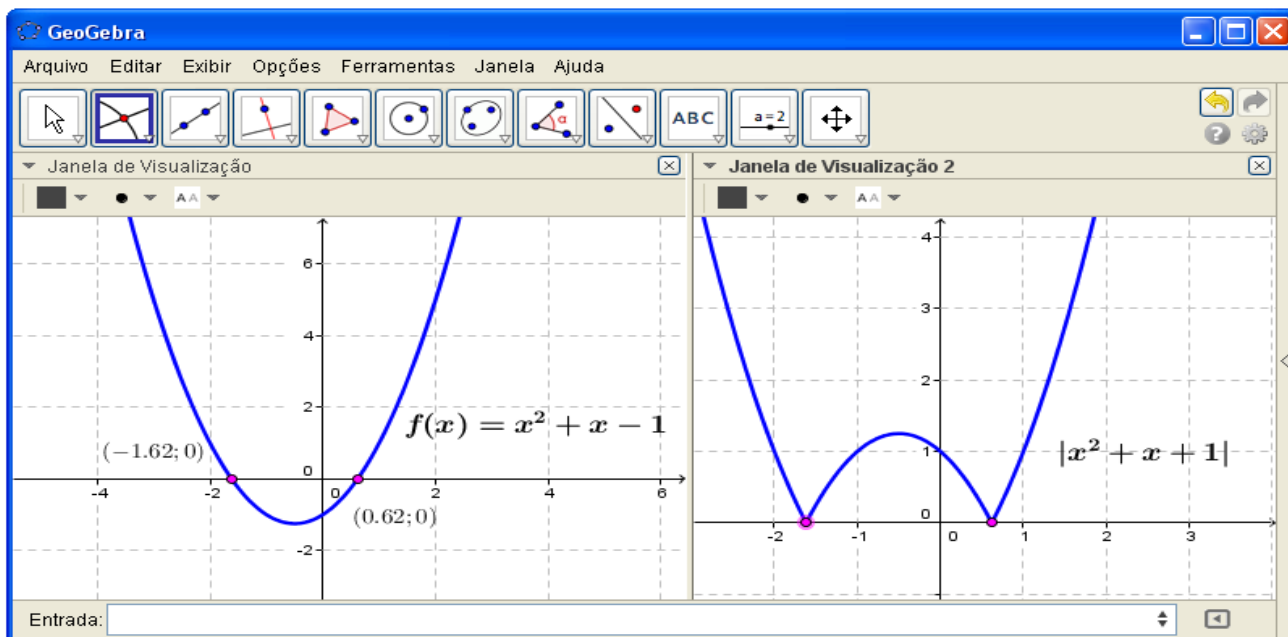 GeoGebra
Arquivo Editar Exibir Opções Ferramentas Janela Ajuda
ABC
a=2
α
?
Janela de Visualização
AA
6
4
2
0
-2
-4
-2
0
2
4
6
(−1.62; 0)
(0.62; 0)
f(x) = x² + x − 1
Janela de Visualização 2
AA
4
3
2
1
0
-2
-1
0
1
2
3
|x² + x + 1|
Entrada: